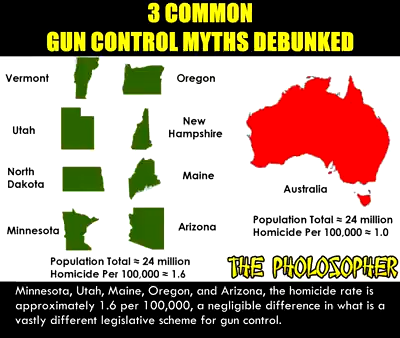 3 COMMON
GUN CONTROL MYTHS DEBUNKED
Vermont
Oregon
Utah
New
Hampshire
North
Dakota
Maine
Minnesota
Arizona
Population Total ≈ 24 million
Homicide Per 100,000 ≈ 1.6
Australia
Population Total ≈ 24 million
Homicide Per 100,000 ≈ 1.0
THE PHOLOSOPHER
Minnesota, Utah, Maine, Oregon, and Arizona, the homicide rate is
approximately 1.6 per 100,000, a negligible difference in what is a
vastly different legislative scheme for gun control.